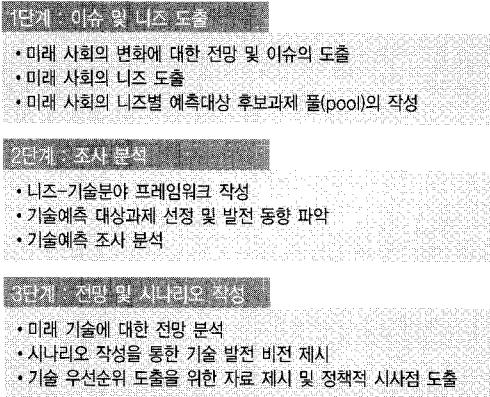 1단계 : 이슈 및 니즈 도출
• 미래 사회의 변화에 대한 전망 및 이슈의 도출
• 미래 사회의 니즈 도출
• 미래 사회의 니즈별 예측대상 후보과제 풀(pool)의 작성
2단계 : 조사 분석
• 니즈-기술분야 프레임워크 작성
• 기술예측 대상과제 선정 및 발전 동향 파악
• 기술예측 조사 분석
3단계 : 전망 및 시나리오 작성
• 미래 기술에 대한 전망 분석
• 시나리오 작성을 통한 기술 발전 비전 제시
• 기술 우선순위 도출을 위한 자료 제시 및 정책적 시사점 도출